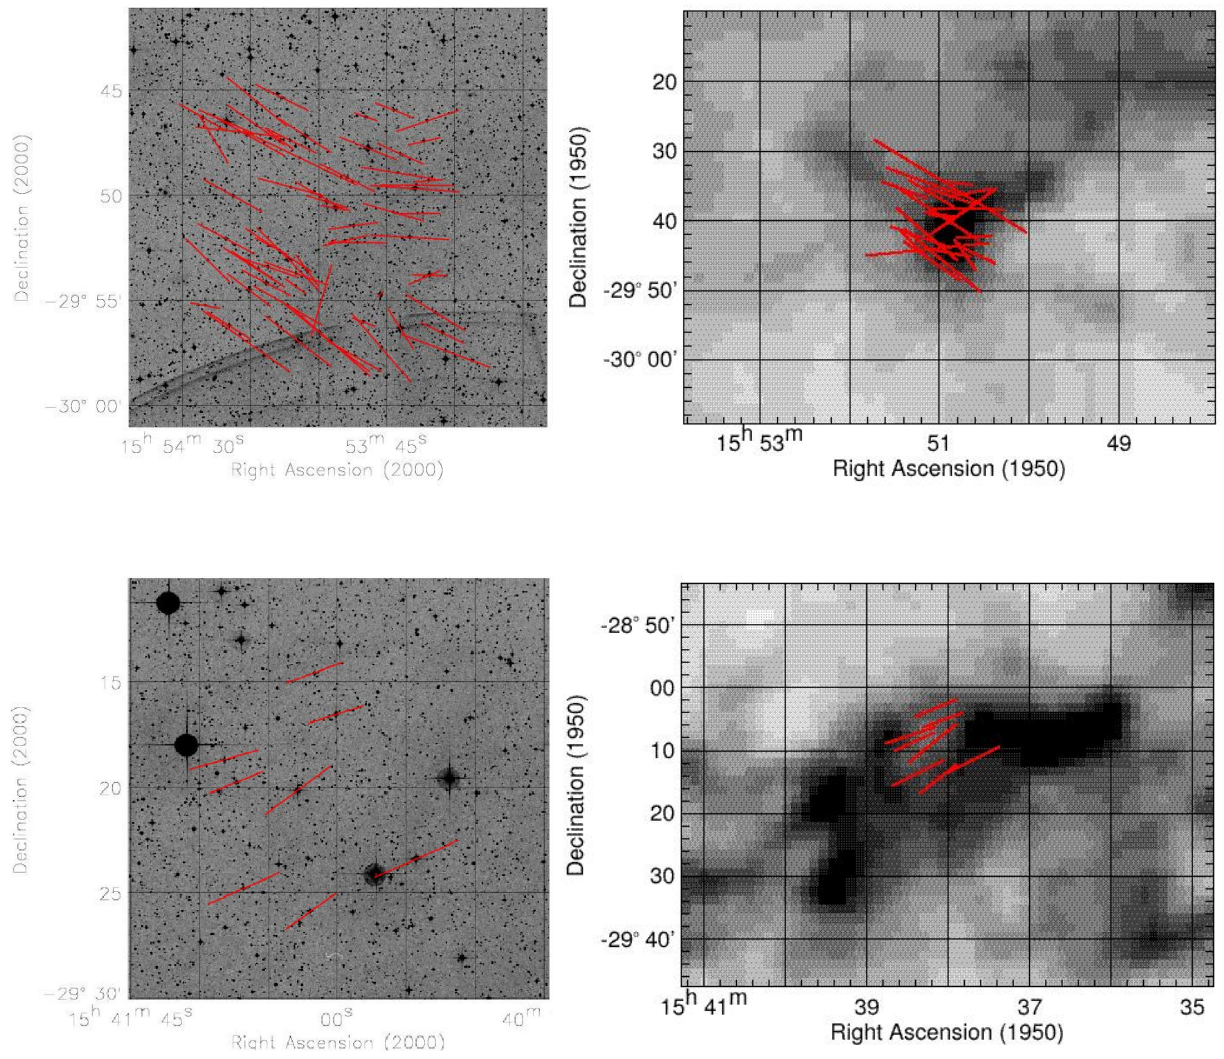 45
50
-29° 55'
-30° 00'
15ʰ 54ᵐ 30ˢ 53ᵐ 45ˢ
Right Ascension (2000)
Declination (2000)
20
30
40
-29° 50'
-30° 00'
15ʰ 53ᵐ 51 49
Right Ascension (1950)
Declination (1950)
15
20
25
-29° 30'
15ʰ 41ᵐ 45ˢ 00ˢ 40ᵐ
Right Ascension (2000)
Declination (2000)
-28° 50'
00
10
20
30
-29° 40'
15ʰ 41ᵐ 39 37 35
Right Ascension (1950)
Declination (1950)